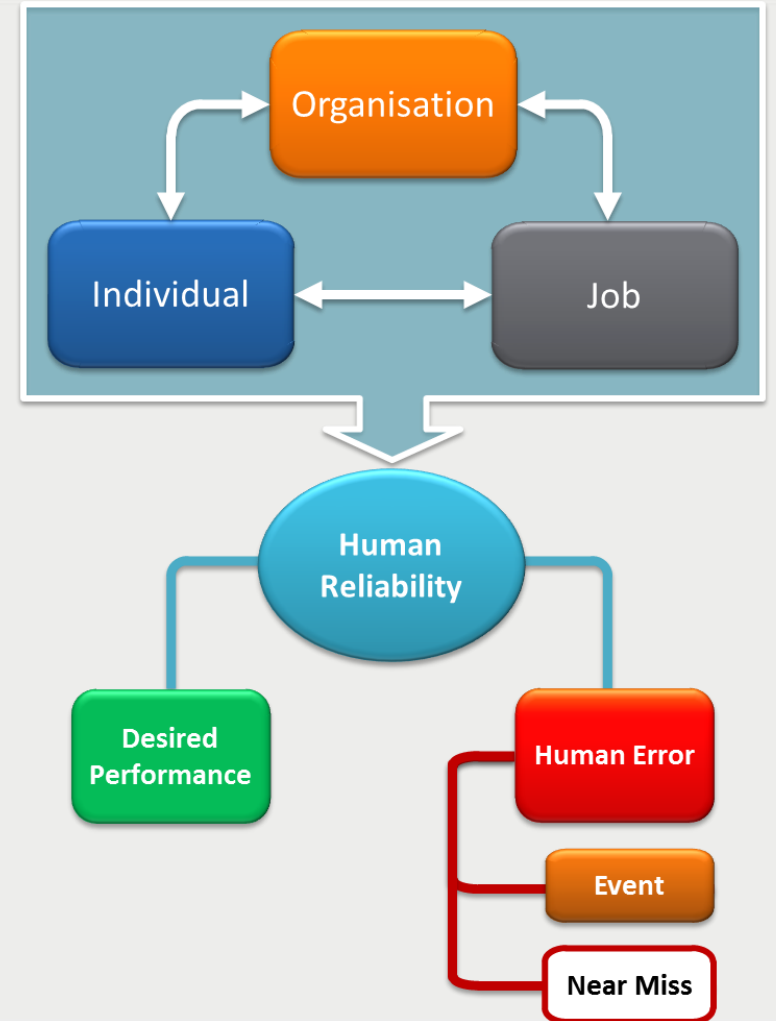 Organisation
Individual
Job
Human
Reliability
Desired
Performance
Human Error
Event
Near Miss